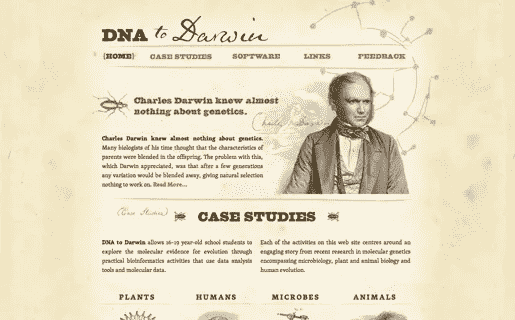 DNA to Darwin
{HOME} CASE STUDIES SOFTWARE LINKS FEEDBACK
Charles Darwin knew almost
nothing about genetics.
Charles Darwin knew almost nothing about genetics.
Many biologists of his time thought that the characteristics of
parents were blended in the offspring. The problem with this,
which Darwin appreciated, was that after a few generations
any variation would be blended away, giving natural selection
nothing to work on. Read More...
(Case Studies)
CASE STUDIES
DNA to Darwin allows 16-19 year-old school students to
explore the molecular evidence for evolution through
practical bioinformatics activities that use data analysis
tools and molecular data.
Each of the activities on this web site centres around an
engaging story from recent research in molecular genetics
encompassing microbiology, plant and animal biology and
human evolution.
PLANTS HUMANS MICROBES ANIMALS